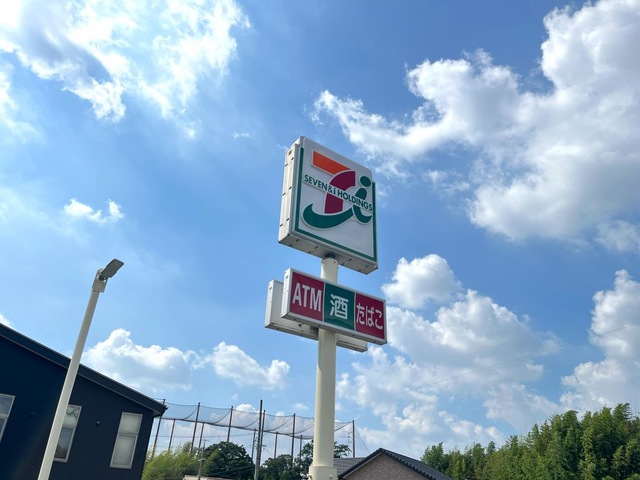 SEVEN & i HOLDINGS
ATM 酒 たばこ